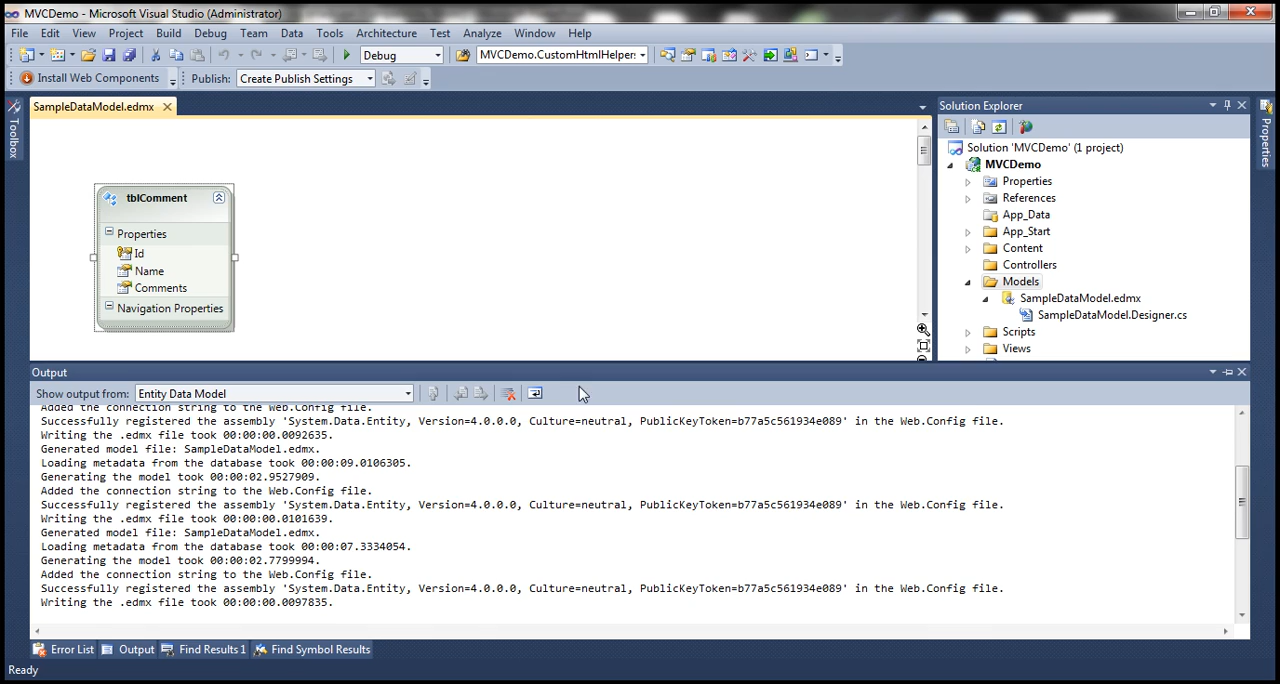 MVCDemo - Microsoft Visual Studio (Administrator)
File Edit View Project Build Debug Team Data Tools Architecture Test Analyze Window Help
Debug MVCDemo.CustomHtmlHelpers
Install Web Components Publish: Create Publish Settings
Toolbox
SampleDataModel.edmx
tblComment
Properties
Id
Name
Comments
Navigation Properties
Solution Explorer
Solution 'MVCDemo' (1 project)
MVCDemo
Properties
References
App_Data
App_Start
Content
Controllers
Models
SampleDataModel.edmx
SampleDataModel.Designer.cs
Scripts
Views
Properties
Output
Show output from: Entity Data Model
Added the connection string to the Web.Config file.
Successfully registered the assembly 'System.Data.Entity, Version=4.0.0.0, Culture=neutral, PublicKeyToken=b77a5c561934e089' in the Web.Config file.
Writing the .edmx file took 00:00:00.0092635.
Generated model file: SampleDataModel.edmx.
Loading metadata from the database took 00:00:09.0106305.
Generating the model took 00:00:02.9527909.
Added the connection string to the Web.Config file.
Successfully registered the assembly 'System.Data.Entity, Version=4.0.0.0, Culture=neutral, PublicKeyToken=b77a5c561934e089' in the Web.Config file.
Writing the .edmx file took 00:00:00.0101639.
Generated model file: SampleDataModel.edmx.
Loading metadata from the database took 00:00:07.3334054.
Generating the model took 00:00:02.7799994.
Added the connection string to the Web.Config file.
Successfully registered the assembly 'System.Data.Entity, Version=4.0.0.0, Culture=neutral, PublicKeyToken=b77a5c561934e089' in the Web.Config file.
Writing the .edmx file took 00:00:00.0097835.
Error List Output Find Results 1 Find Symbol Results
Ready